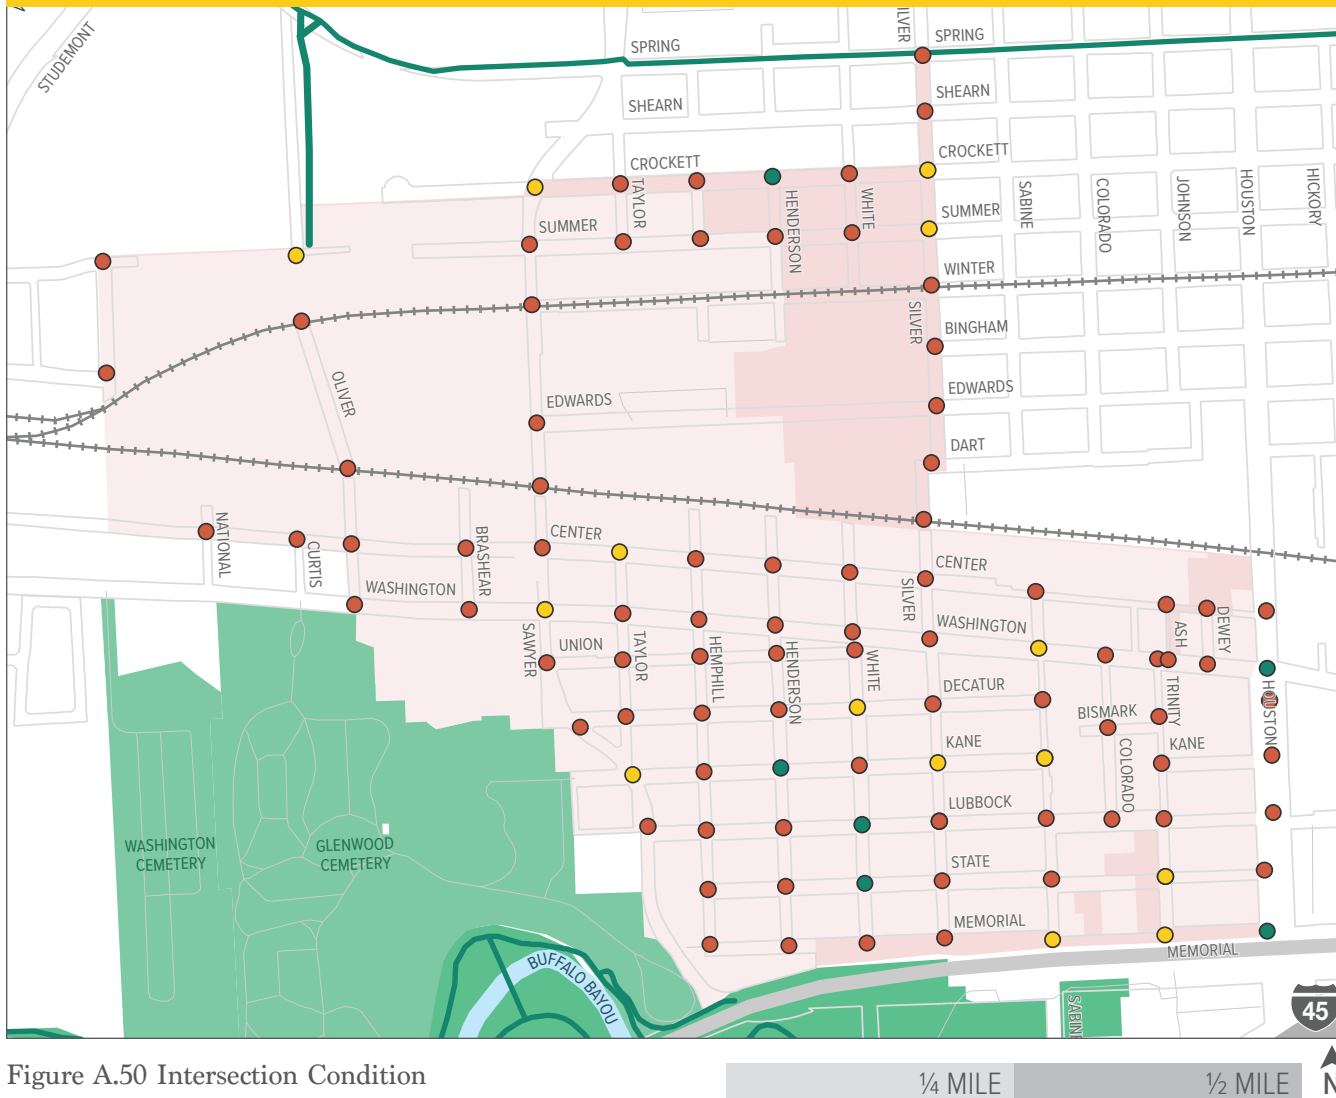 STUDEMONT
SPRING
SILVER
SPRING
SHEARN
SHEARN
CROCKETT
CROCKETT
TAYLOR
HENDERSON
WHITE
SUMMER
SUMMER
SABINE
COLORADO
JOHNSON
HOUSTON
HICKORY
WINTER
SILVER
BINGHAM
OLIVER
EDWARDS
EDWARDS
DART
NATIONAL
CURTIS
BRASHEAR
CENTER
CENTER
WASHINGTON
SILVER
WASHINGTON
ASH
DEWEY
SAWYER
UNION
TAYLOR
HEMPHILL
HENDERSON
WHITE
DECATUR
TRINITY
HOUSTON
BISMARK
KANE
COLORADO
KANE
LUBBOCK
WASHINGTON
CEMETERY
GLENWOOD
CEMETERY
STATE
MEMORIAL
MEMORIAL
BUFFALO BAYOU
45
Figure A.50 Intersection Condition
¼ MILE
½ MILE
N